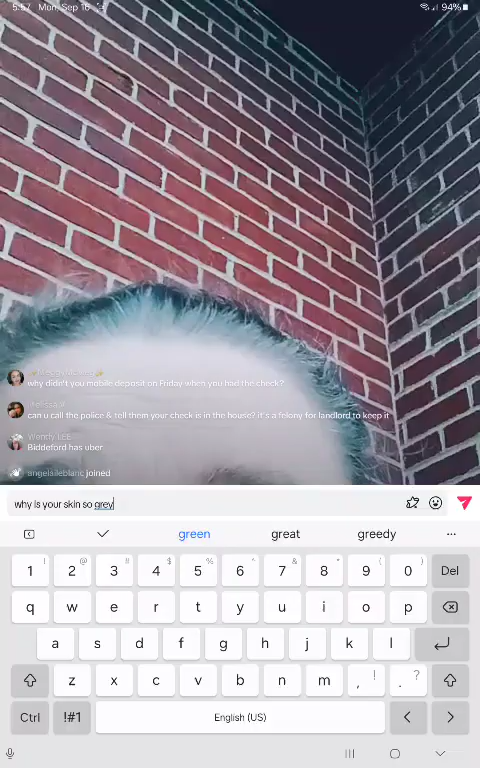 5:57 Mon, Sep 16
94%
why didn't you mobile deposit on Friday when you had the check?
can u call the police & tell them your check is in the house? it's a felony for landlord to keep it
Wendy LEE
Biddeford has uber
angelaileblanc joined
why is your skin so grey
green great greedy ...
! @ # $ % ^ & * ( )
1 2 3 4 5 6 7 8 9 0 Del
q w e r t y u i o p
a s d f g h j k l
z x c v b n m , ! . ?
Ctrl !#1 English (US) < >